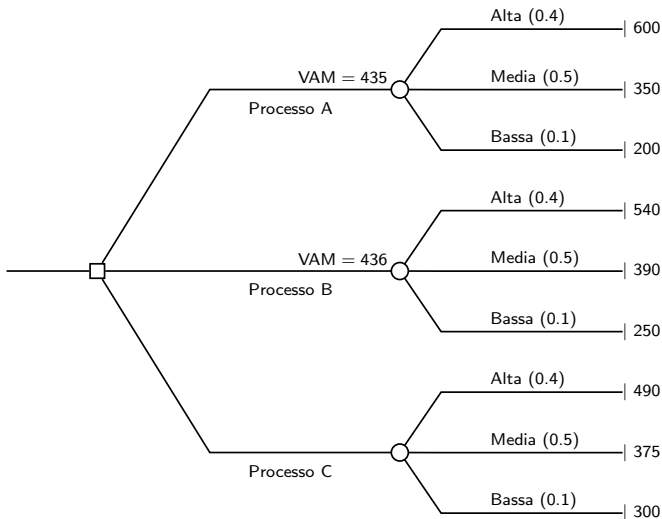 Alta (0.4)
600
VAM = 435
Media (0.5)
350
Processo A
Bassa (0.1)
200
Alta (0.4)
540
VAM = 436
Media (0.5)
390
Processo B
Bassa (0.1)
250
Alta (0.4)
490
Media (0.5)
375
Processo C
Bassa (0.1)
300